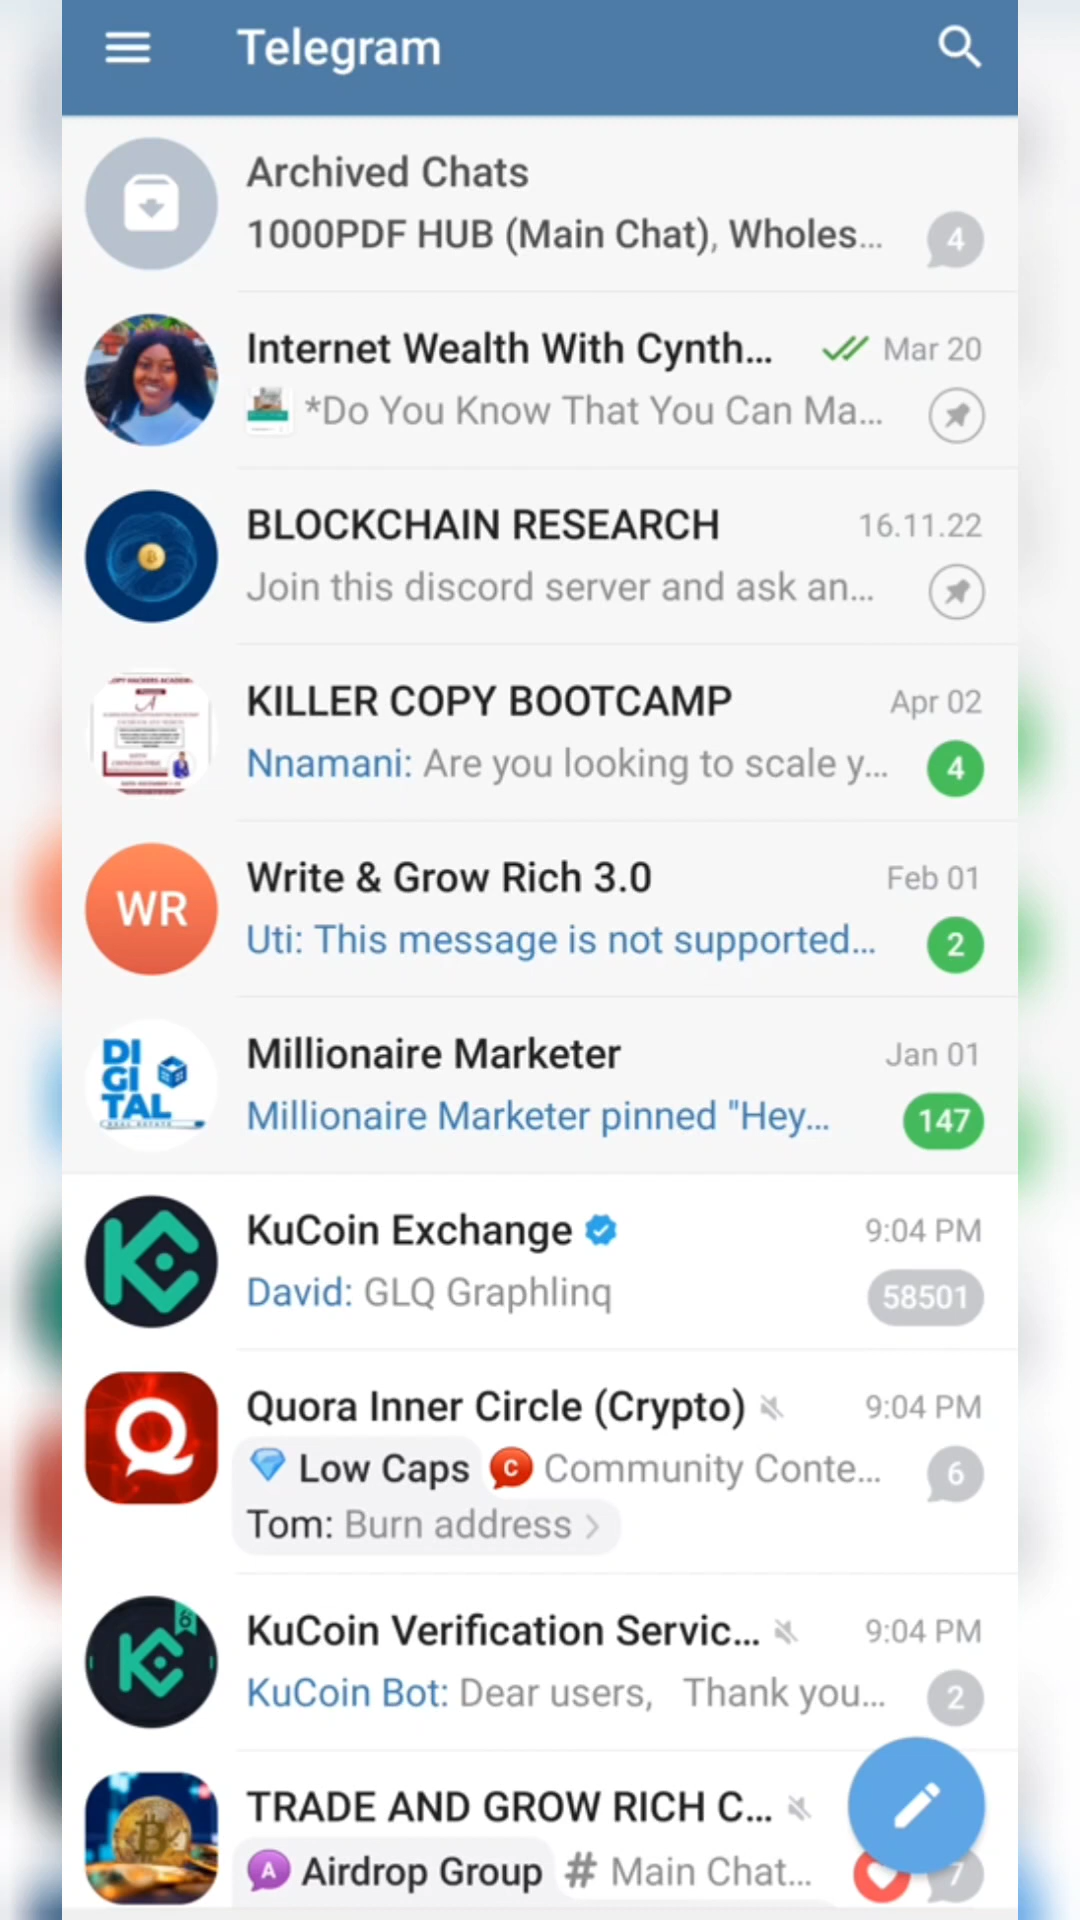 Telegram
Archived Chats
1000PDF HUB (Main Chat), Wholes...
4
Internet Wealth With Cynth...
Mar 20
*Do You Know That You Can Ma...
BLOCKCHAIN RESEARCH
16.11.22
Join this discord server and ask an...
KILLER COPY BOOTCAMP
Apr 02
Nnamani: Are you looking to scale y...
4
WR
Write & Grow Rich 3.0
Feb 01
Uti: This message is not supported...
2
DI
GI
TAL
REAL ESTATE
Millionaire Marketer
Jan 01
Millionaire Marketer pinned "Hey...
147
KuCoin Exchange
9:04 PM
David: GLQ Graphlinq
58501
Quora Inner Circle (Crypto)
9:04 PM
Low Caps C Community Conte...
6
Tom: Burn address >
KuCoin Verification Servic...
9:04 PM
KuCoin Bot: Dear users, Thank you...
2
TRADE AND GROW RICH C...
A Airdrop Group # Main Chat...
7